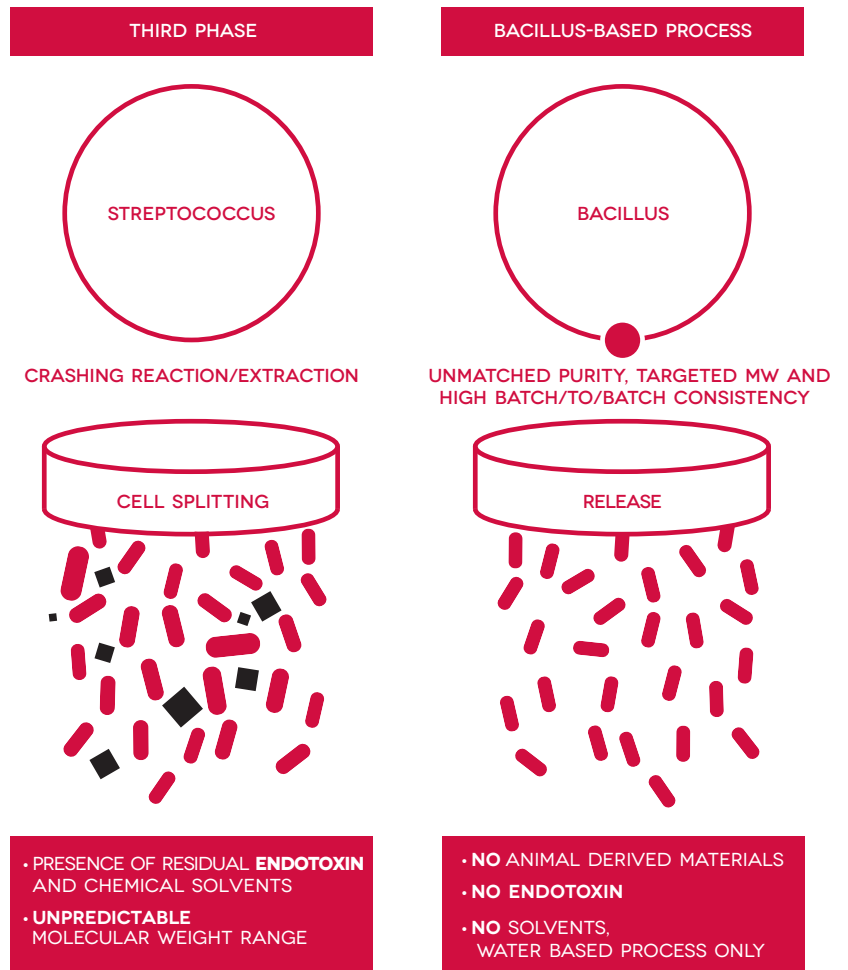 THIRD PHASE
STREPTOCOCCUS
CRASHING REACTION/EXTRACTION
CELL SPLITTING
• PRESENCE OF RESIDUAL ENDOTOXIN
AND CHEMICAL SOLVENTS
• UNPREDICTABLE
MOLECULAR WEIGHT RANGE
BACILLUS-BASED PROCESS
BACILLUS
UNMATCHED PURITY, TARGETED MW AND
HIGH BATCH/TO/BATCH CONSISTENCY
RELEASE
• NO ANIMAL DERIVED MATERIALS
• NO ENDOTOXIN
• NO SOLVENTS,
WATER BASED PROCESS ONLY